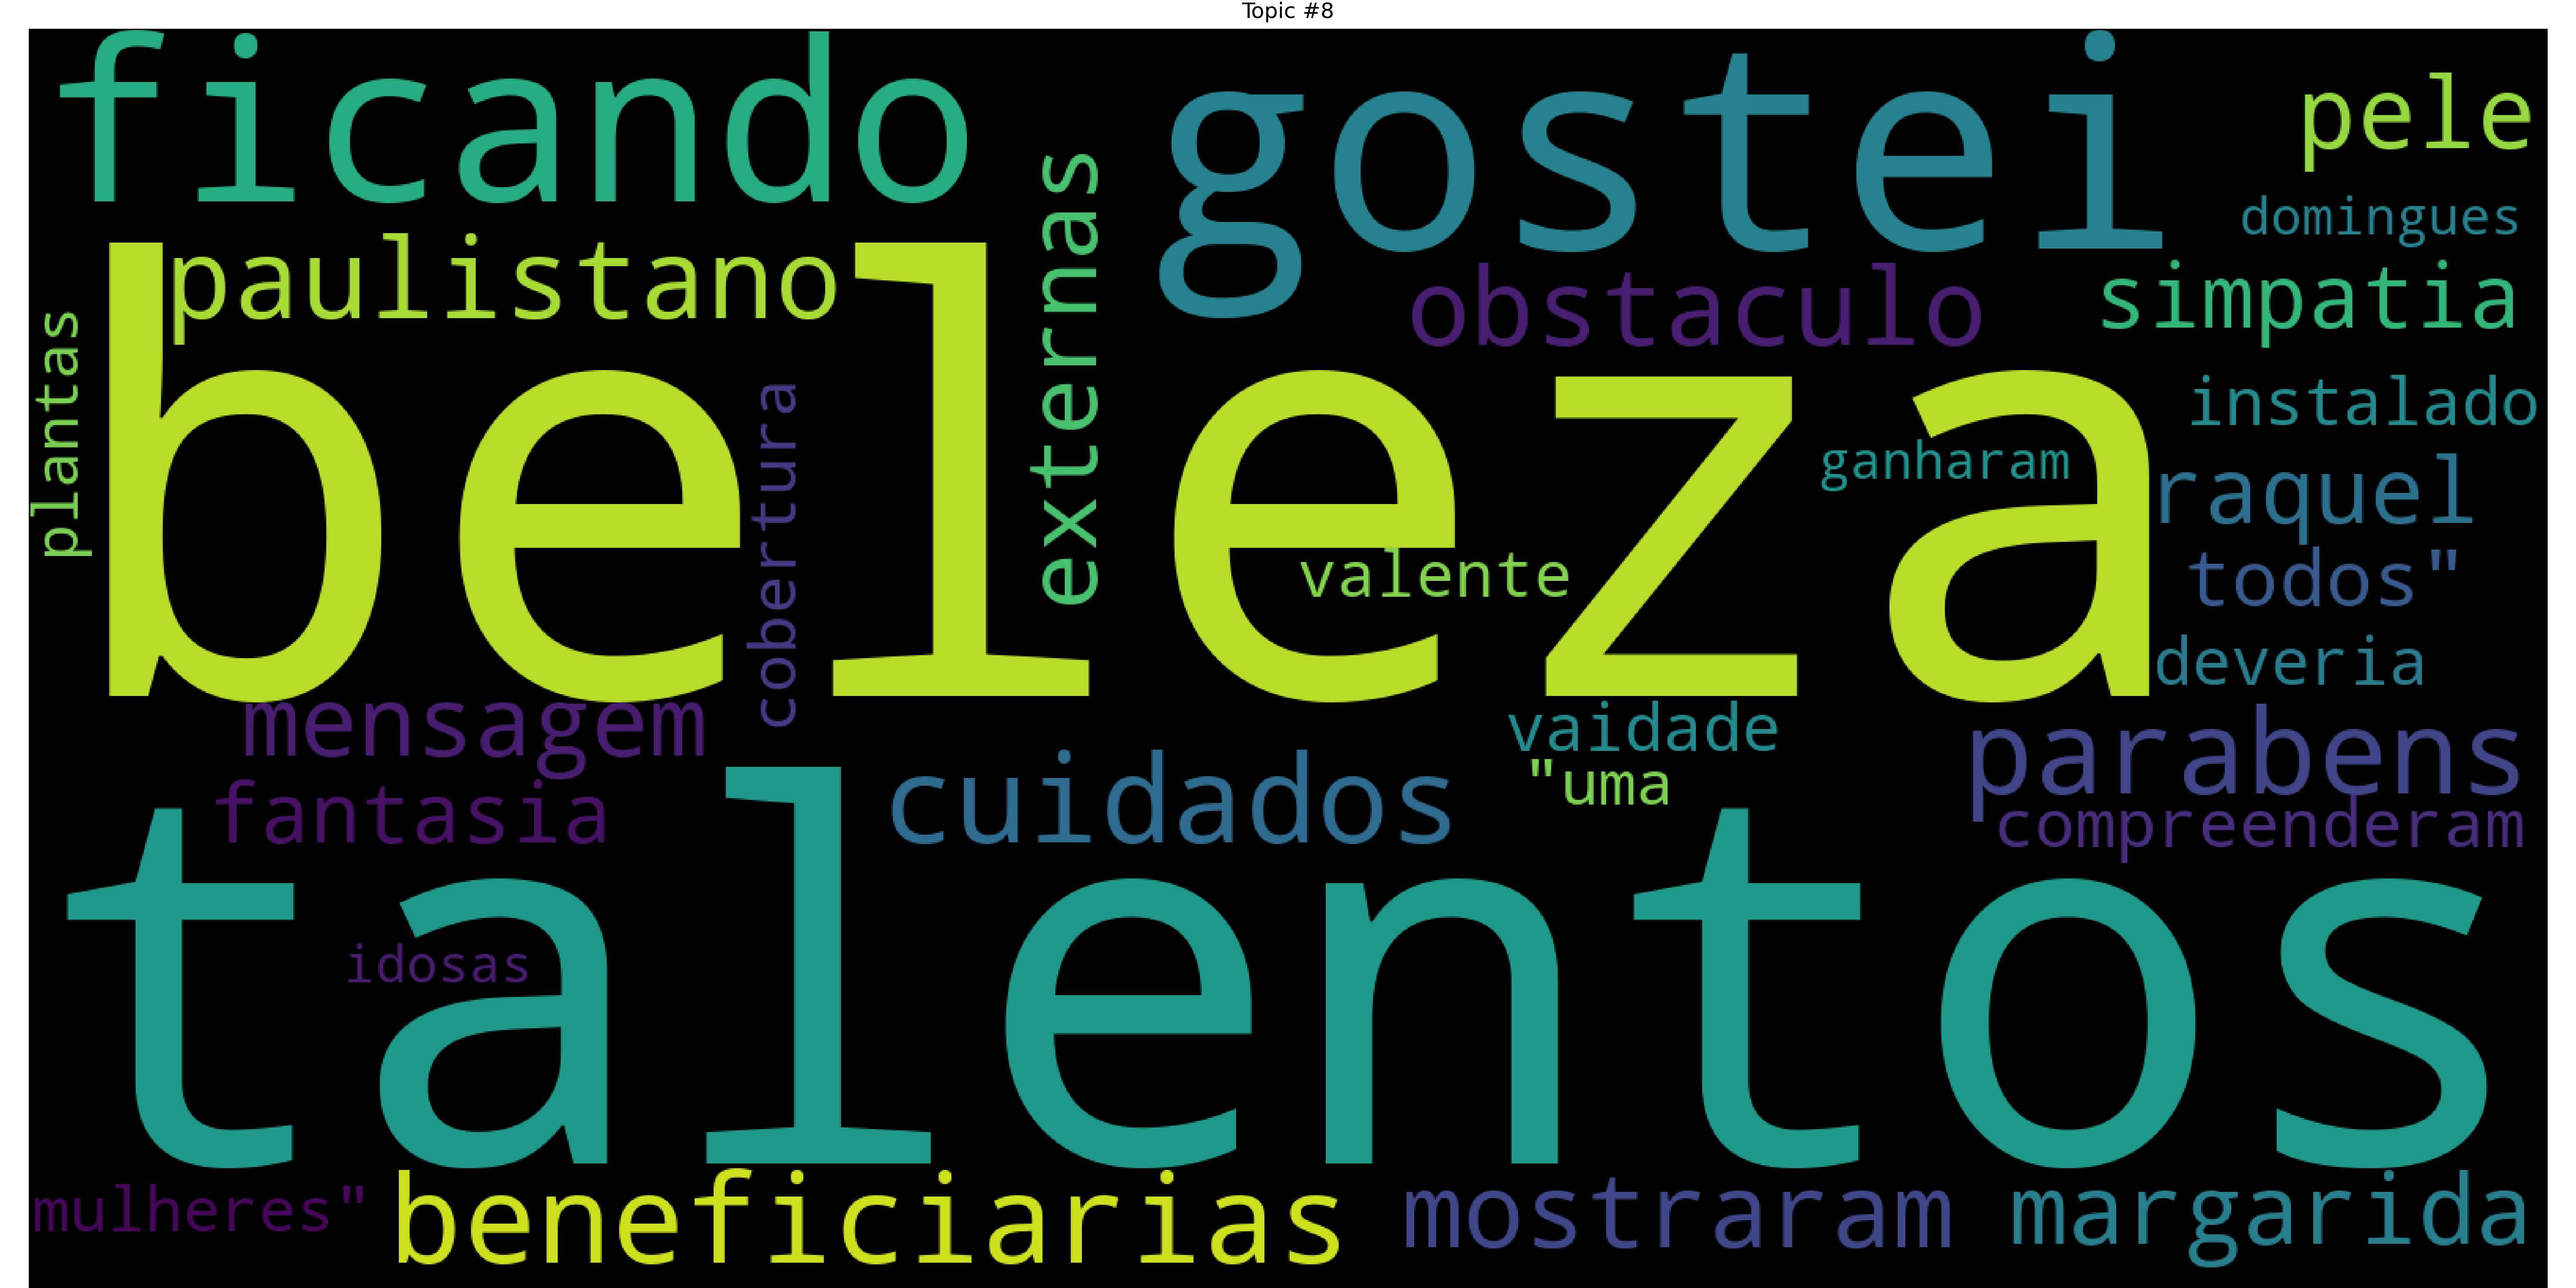 Topic #8
ficando
gostei
pele
domingues
paulistano
externas
obstaculo
simpatia
plantas
beleza
cobertura
instalado
ganharam
raquel
valente
todos"
deveria
mensagem
vaidade
parabens
cuidados
"uma
fantasia
compreenderam
talentos
idosas
mulheres"
beneficiarias
mostraram
margarida